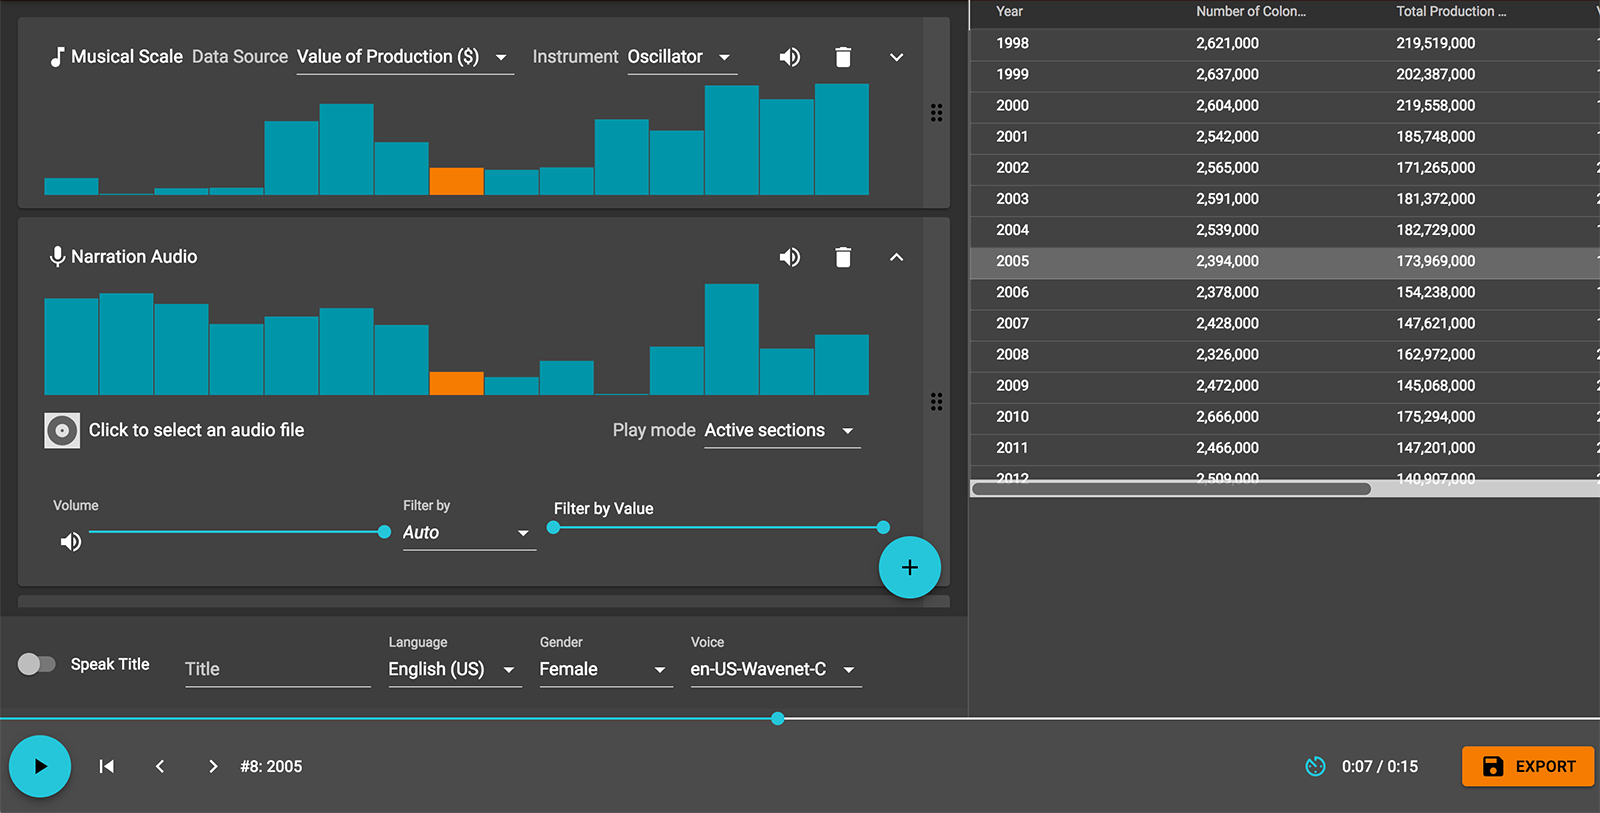 Musical Scale Data Source Value of Production ($) Instrument Oscillator
Narration Audio
Click to select an audio file Play mode Active sections
Volume Filter by Filter by Value
Auto
+
Language Gender Voice
Speak Title Title English (US) Female en-US-Wavenet-C
Year Number of Colon... Total Production ...
1998 2,621,000 219,519,000
1999 2,637,000 202,387,000
2000 2,604,000 219,558,000
2001 2,542,000 185,748,000
2002 2,565,000 171,265,000
2003 2,591,000 181,372,000
2004 2,539,000 182,729,000
2005 2,394,000 173,969,000
2006 2,378,000 154,238,000
2007 2,428,000 147,621,000
2008 2,326,000 162,972,000
2009 2,472,000 145,068,000
2010 2,666,000 175,294,000
2011 2,466,000 147,201,000
2012 2,509,000 140,907,000
#8: 2005 0:07 / 0:15 EXPORT